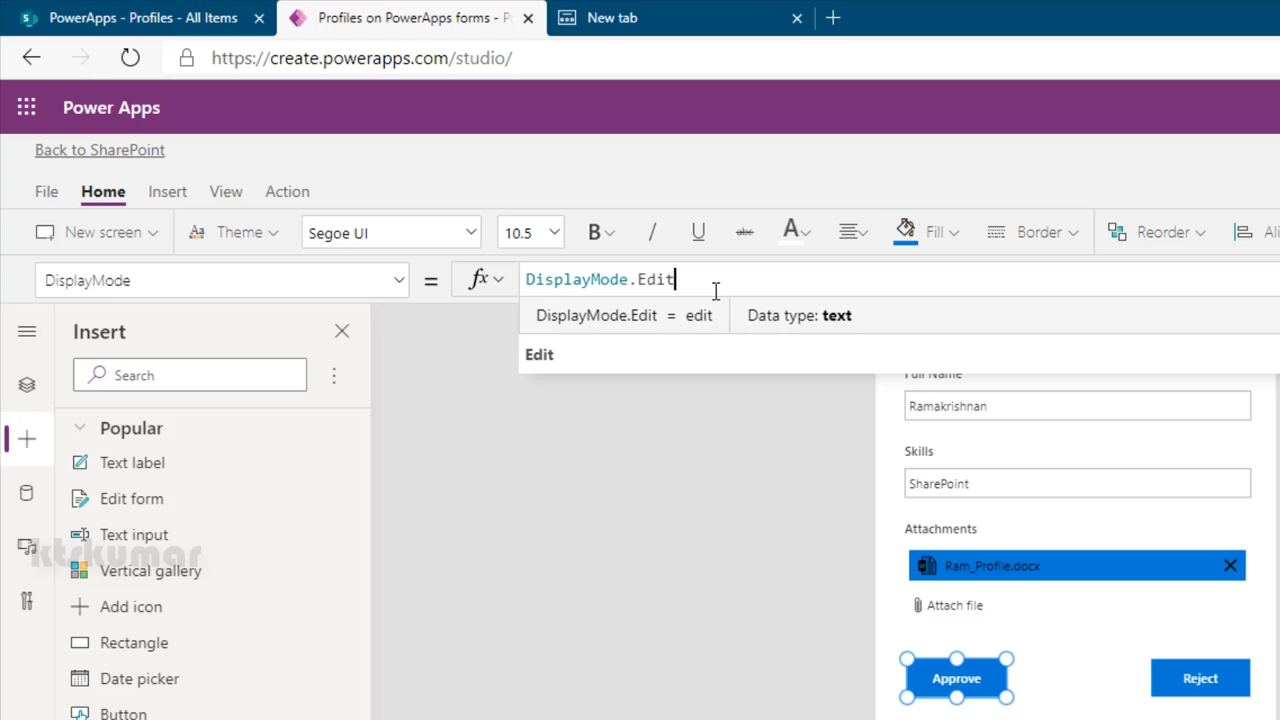 PowerApps - Profiles - All Items
Profiles on PowerApps forms - P
New tab
https://create.powerapps.com/studio/
Power Apps
Back to SharePoint
File Home Insert View Action
New screen Theme Segoe UI 10.5 B / U abc A Fill Border Reorder Ali
DisplayMode = fx DisplayMode.Edit
DisplayMode.Edit = edit Data type: text
Edit
Insert
Search
Popular
Text label
Edit form
Text input
Vertical gallery
Add icon
Rectangle
Date picker
Button
ktrkumar
Full Name
Ramakrishnan
Skills
SharePoint
Attachments
Ram_Profile.docx
Attach file
Approve Reject